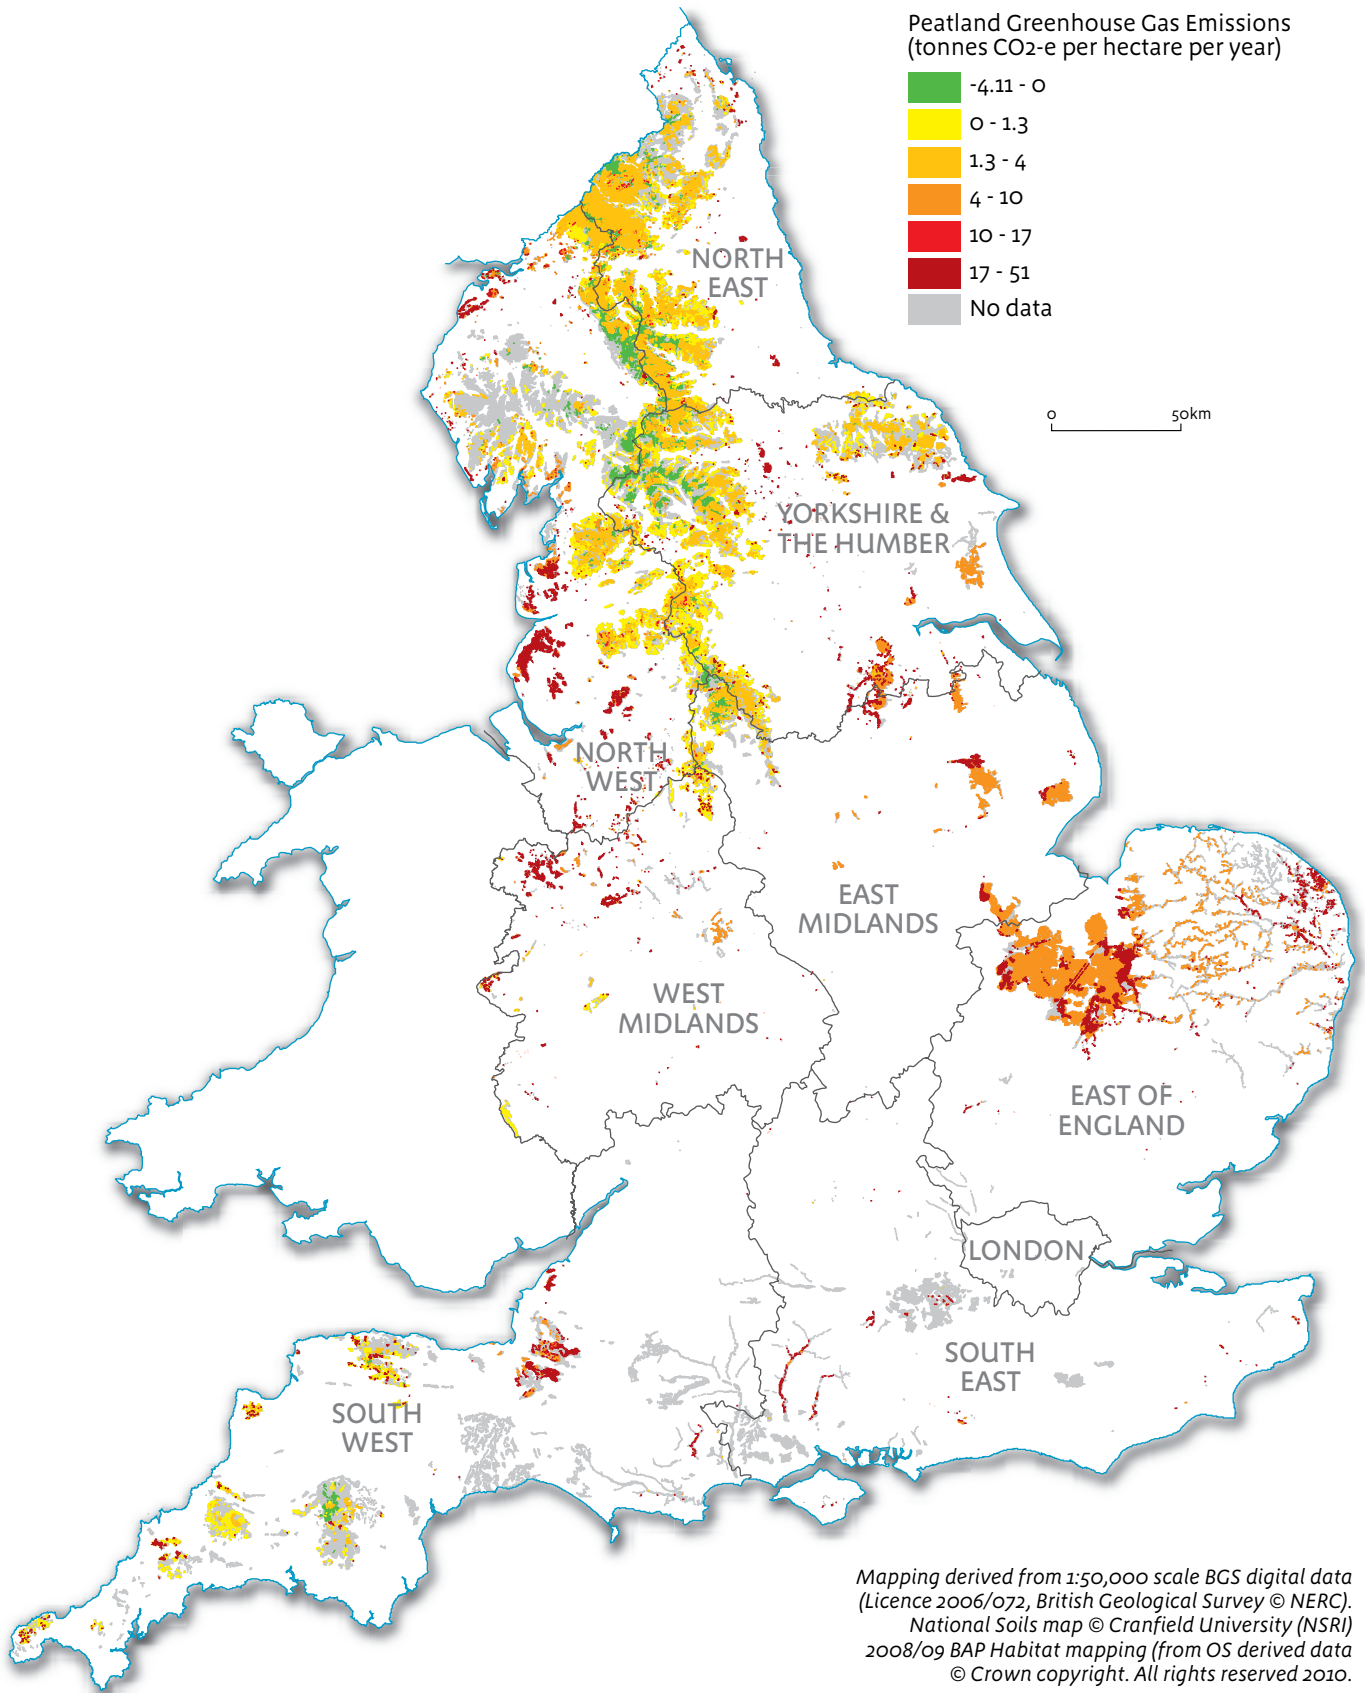 Peatland Greenhouse Gas Emissions
(tonnes CO2-e per hectare per year)
-4.11 - 0
0 - 1.3
1.3 - 4
4 - 10
10 - 17
17 - 51
No data
0 50km
NORTH
EAST
YORKSHIRE &
THE HUMBER
NORTH
WEST
EAST
MIDLANDS
WEST
MIDLANDS
EAST OF
ENGLAND
LONDON
SOUTH
EAST
SOUTH
WEST
Mapping derived from 1:50,000 scale BGS digital data
(Licence 2006/072, British Geological Survey © NERC).
National Soils map © Cranfield University (NSRI)
2008/09 BAP Habitat mapping (from OS derived data
© Crown copyright. All rights reserved 2010.